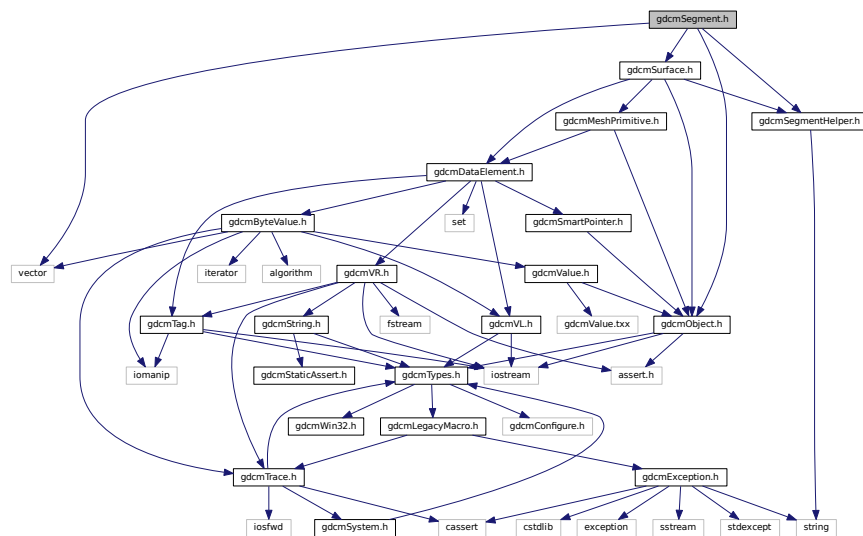 gdcmSegment.h
gdcmSurface.h
gdcmMeshPrimitive.h
gdcmSegmentHelper.h
gdcmDataElement.h
gdcmByteValue.h
set
gdcmSmartPointer.h
vector
iterator
algorithm
gdcmVR.h
gdcmValue.h
gdcmTag.h
gdcmString.h
fstream
gdcmVL.h
gdcmValue.txx
gdcmObject.h
iomanip
gdcmStaticAssert.h
gdcmTypes.h
iostream
assert.h
gdcmWin32.h
gdcmLegacyMacro.h
gdcmConfigure.h
gdcmTrace.h
gdcmException.h
iosfwd
gdcmSystem.h
cassert
cstdlib
exception
sstream
stdexcept
string